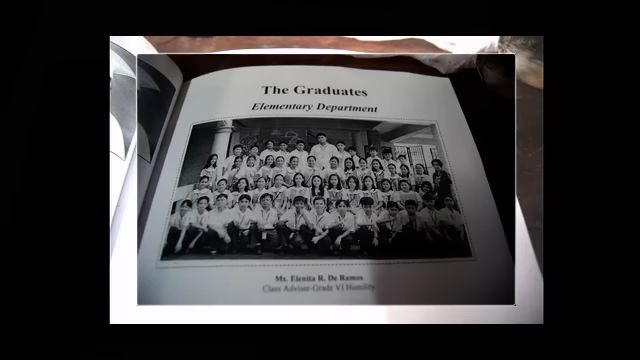 The Graduates
Elementary Department
Ms. Elenita R. De Ramos
Class Adviser-Grade VI Humility